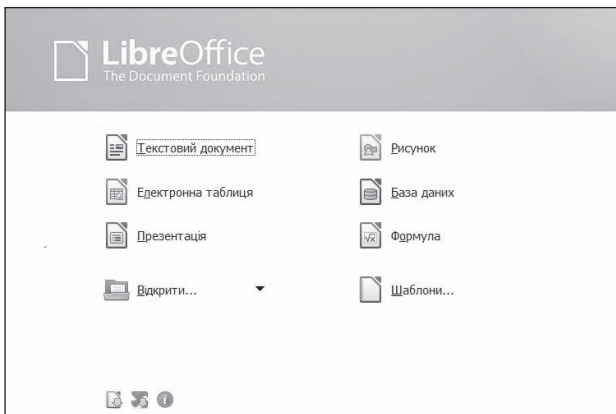 LibreOffice
The Document Foundation
Текстовий документ
Рисунок
Електронна таблиця
База даних
Презентація
Формула
Відкрити...
Шаблони...